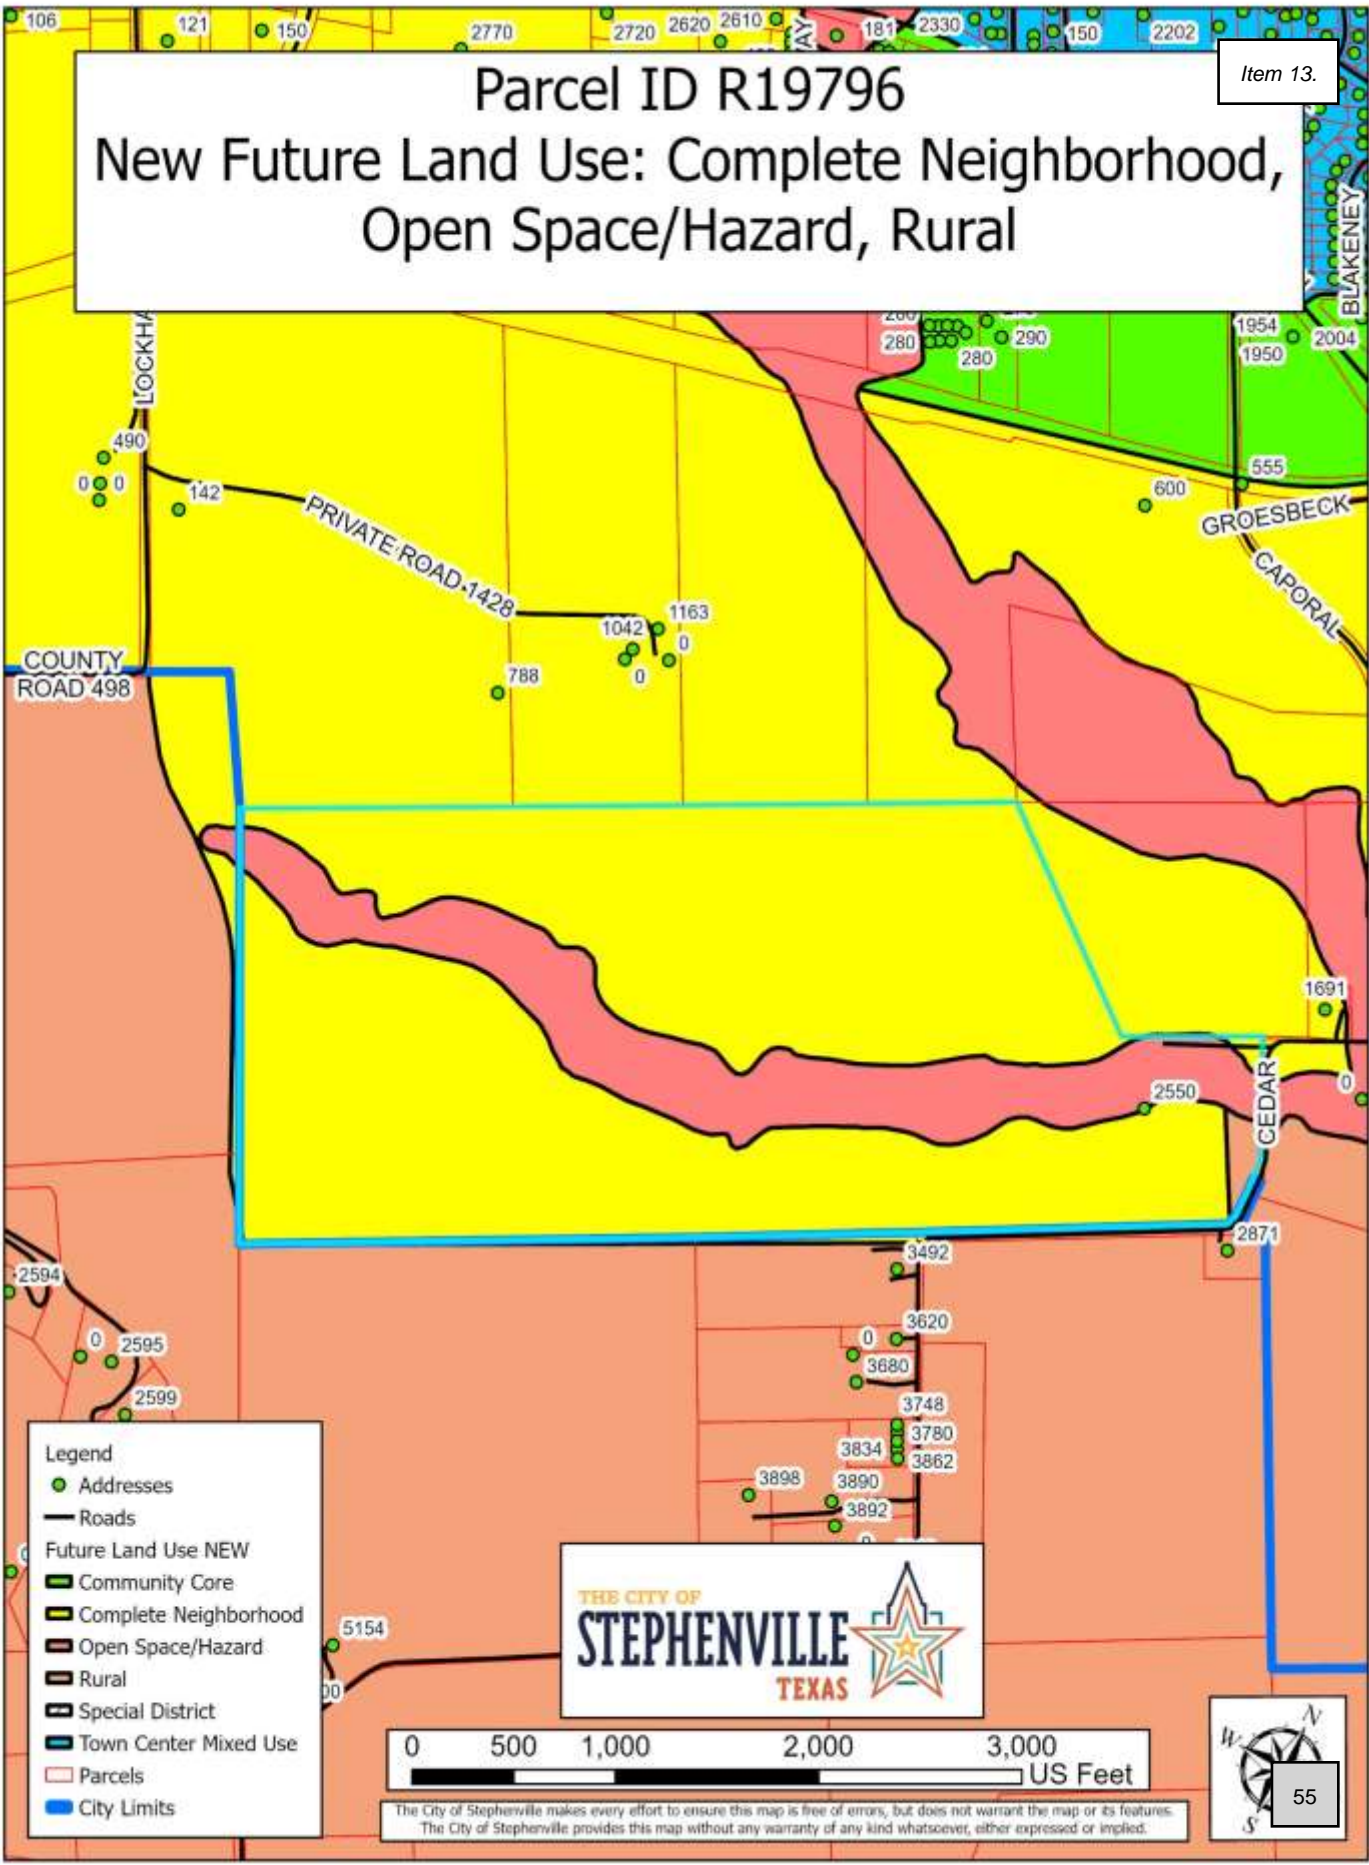 106
121
150
2770
2720
2620
2610
WAY
181
2330
150
2202
Item 13.
Parcel ID R19796
New Future Land Use: Complete Neighborhood,
Open Space/Hazard, Rural
BLAKENEY
LOCKHA
280
280
290
1954
1950
2004
490
0
0
142
555
600
GROESBECK
PRIVATE ROAD 1428
CAPORAL
1163
1042
0
0
788
COUNTY
ROAD 498
1691
0
2550
CEDAR
2871
3492
2594
3620
0
2595
0
3680
2599
3748
3780
3834
3862
3898
3890
3892
Legend
Addresses
Roads
Future Land Use NEW
Community Core
Complete Neighborhood
Open Space/Hazard
Rural
Special District
Town Center Mixed Use
Parcels
City Limits
5154
00
THE CITY OF
STEPHENVILLE
TEXAS
0 500 1,000 2,000 3,000
US Feet
The City of Stephenville makes every effort to ensure this map is free of errors, but does not warrant the map or its features.
The City of Stephenville provides this map without any warranty of any kind whatsoever, either expressed or implied.
N
W
S
55